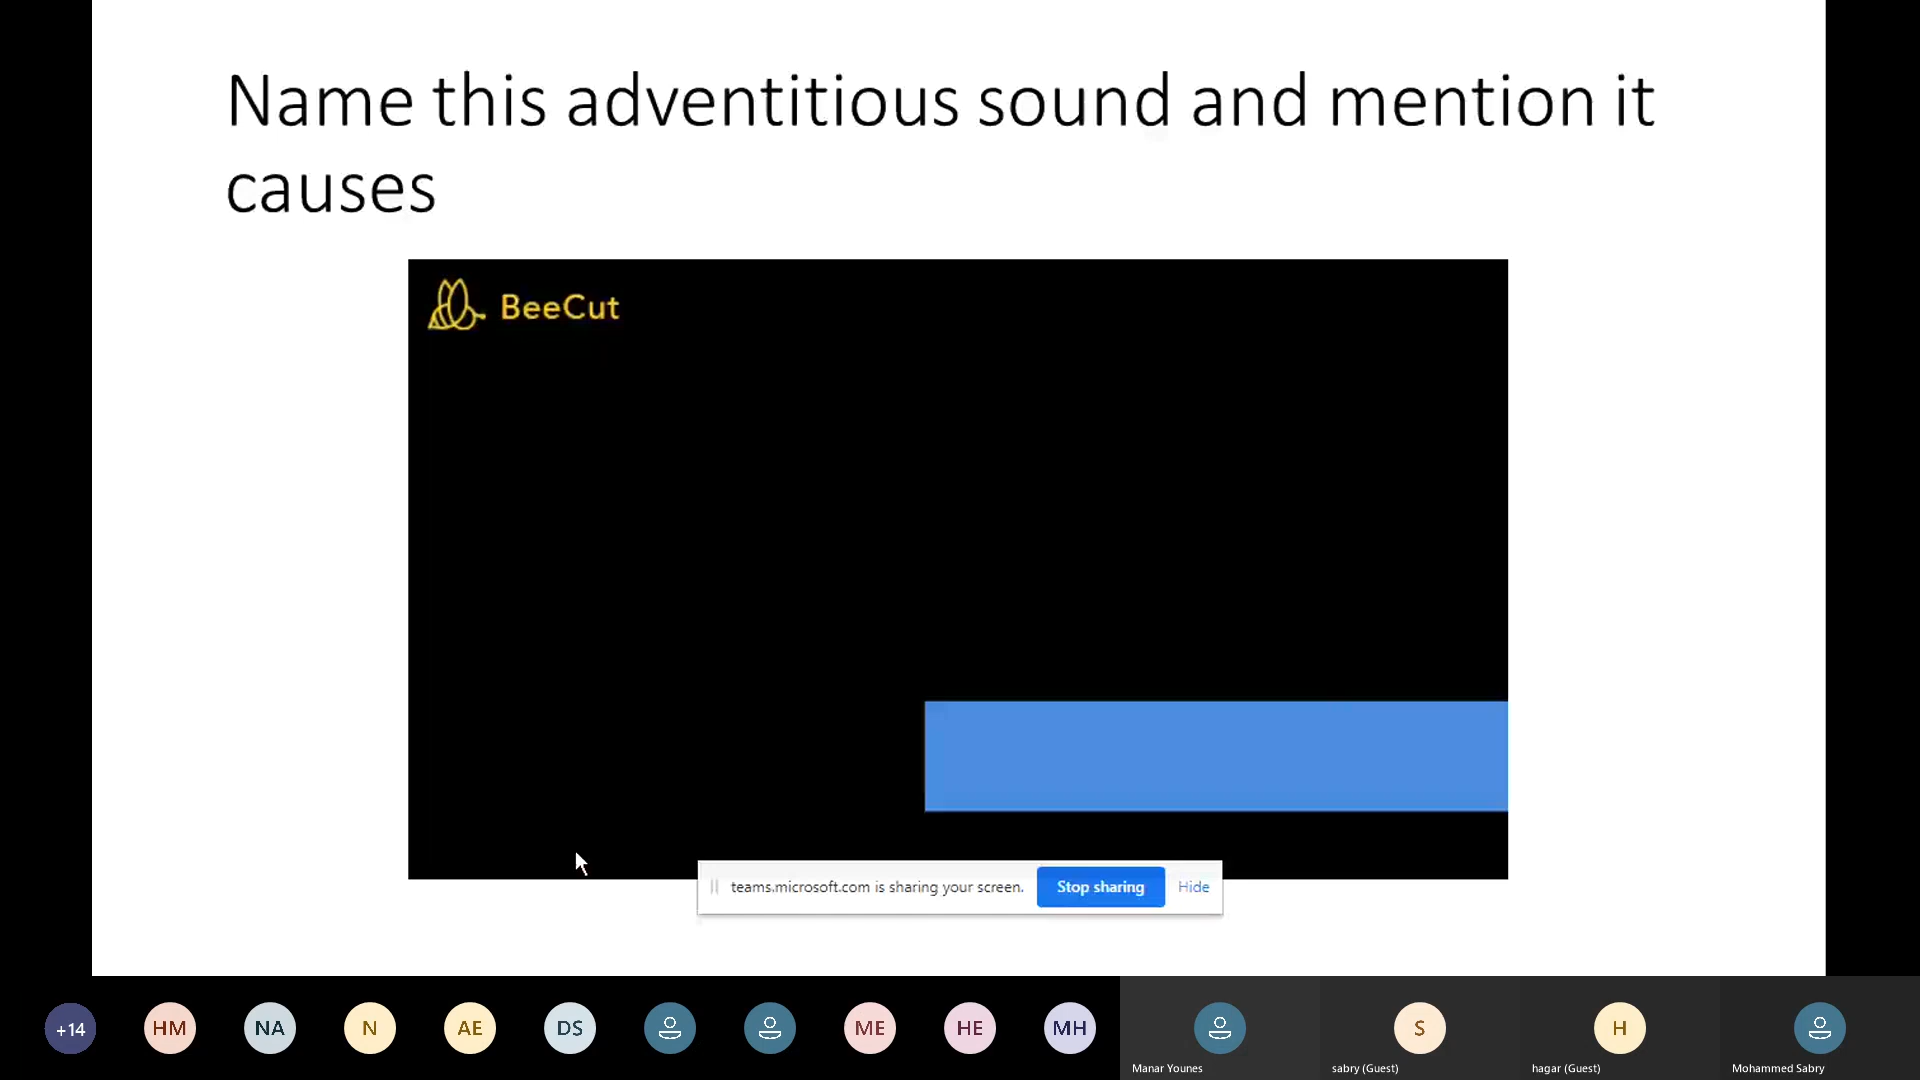 Name this adventitious sound and mention it
causes
BeeCut
teams.microsoft.com is sharing your screen.
Stop sharing
Hide
+14
HM
NA
N
AE
DS
ME
HE
MH
S
H
Manar Younes
sabry (Guest)
hagar (Guest)
Mohammed Sabry